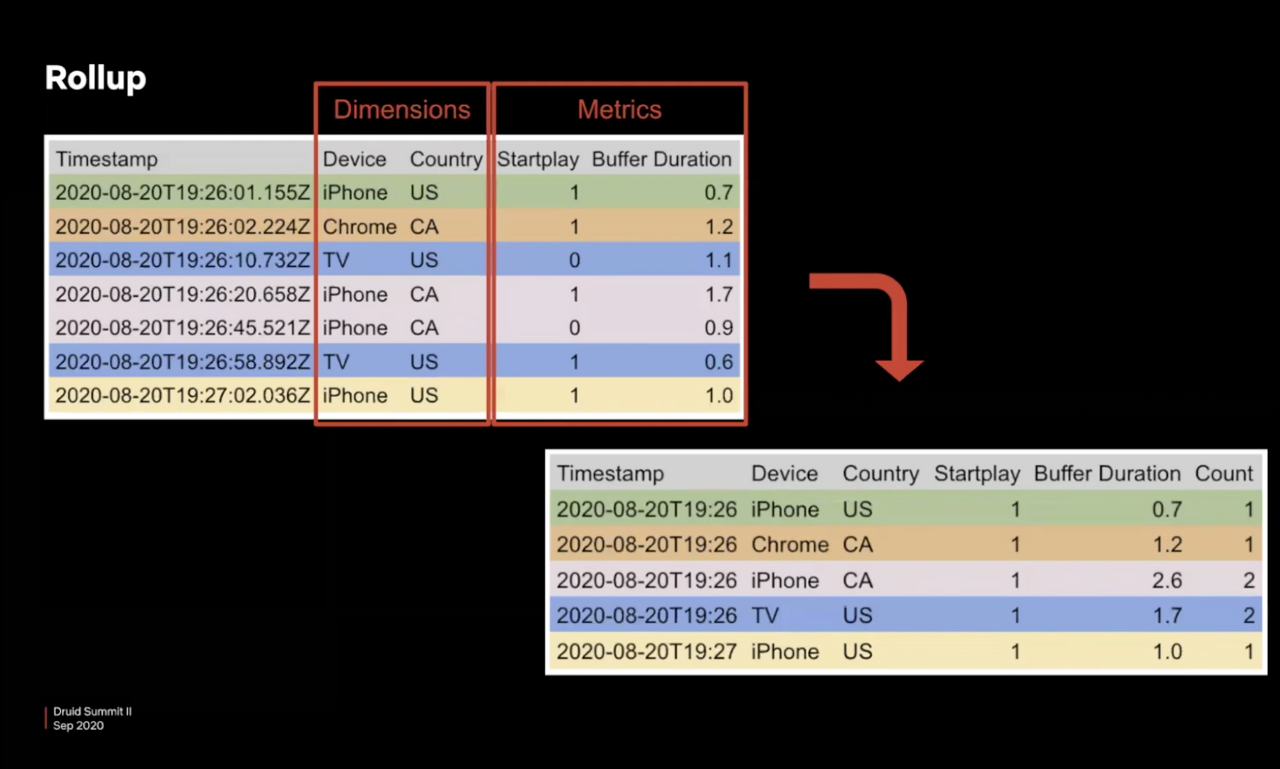 Rollup
Dimensions Metrics
Timestamp Device Country Startplay Buffer Duration
2020-08-20T19:26:01.155Z iPhone US 1 0.7
2020-08-20T19:26:02.224Z Chrome CA 1 1.2
2020-08-20T19:26:10.732Z TV US 0 1.1
2020-08-20T19:26:20.658Z iPhone CA 1 1.7
2020-08-20T19:26:45.521Z iPhone CA 0 0.9
2020-08-20T19:26:58.892Z TV US 1 0.6
2020-08-20T19:27:02.036Z iPhone US 1 1.0
Timestamp Device Country Startplay Buffer Duration Count
2020-08-20T19:26 iPhone US 1 0.7 1
2020-08-20T19:26 Chrome CA 1 1.2 1
2020-08-20T19:26 iPhone CA 1 2.6 2
2020-08-20T19:26 TV US 1 1.7 2
2020-08-20T19:27 iPhone US 1 1.0 1
Druid Summit II
Sep 2020